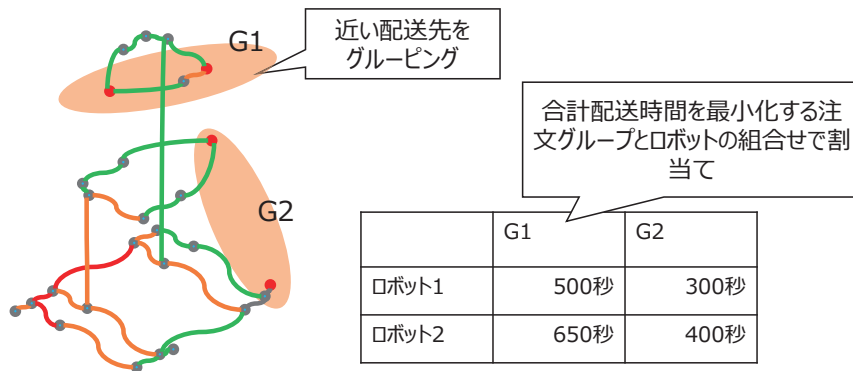 G1
近い配送先を
グルーピング
合計配送時間を最小化する注
文グループとロボットの組合せで割
当て
G2
G1 G2
ロボット1 500秒 300秒
ロボット2 650秒 400秒